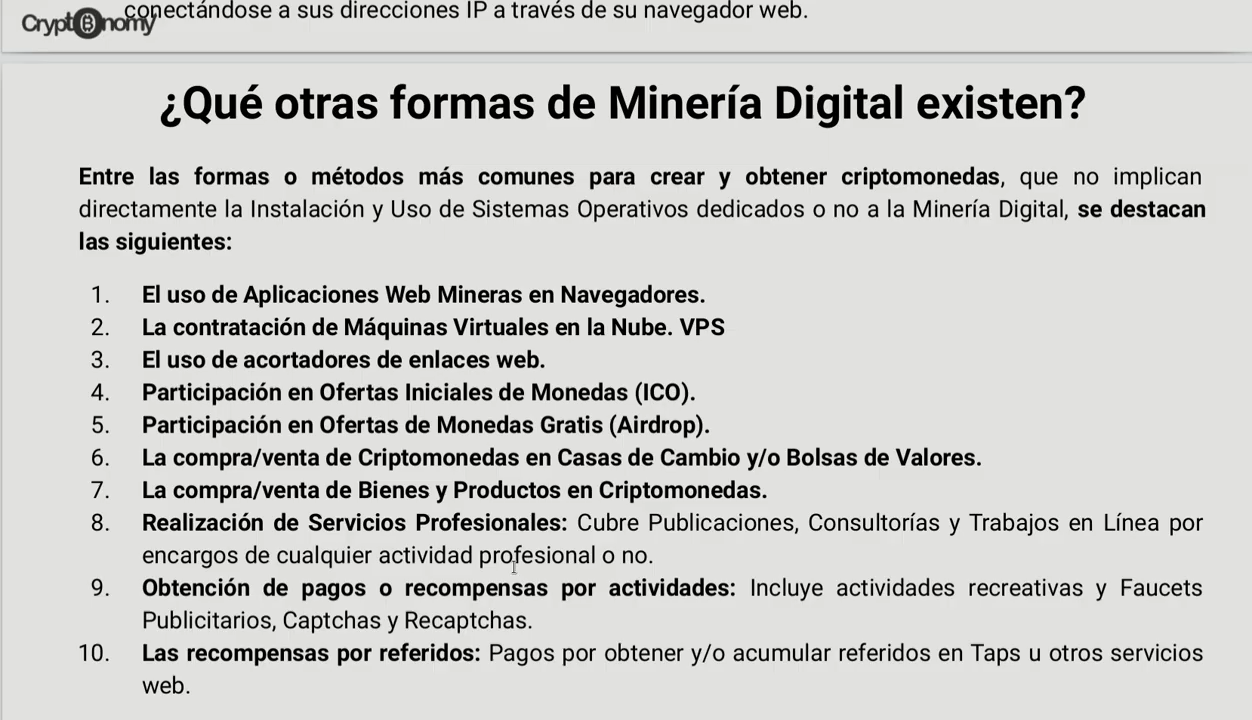 conectándose a sus direcciones IP a través de su navegador web.
Crypt₿nomy
¿Qué otras formas de Minería Digital existen?
Entre las formas o métodos más comunes para crear y obtener criptomonedas, que no implican
directamente la Instalación y Uso de Sistemas Operativos dedicados o no a la Minería Digital, se destacan
las siguientes:
1. El uso de Aplicaciones Web Mineras en Navegadores.
2. La contratación de Máquinas Virtuales en la Nube. VPS
3. El uso de acortadores de enlaces web.
4. Participación en Ofertas Iniciales de Monedas (ICO).
5. Participación en Ofertas de Monedas Gratis (Airdrop).
6. La compra/venta de Criptomonedas en Casas de Cambio y/o Bolsas de Valores.
7. La compra/venta de Bienes y Productos en Criptomonedas.
8. Realización de Servicios Profesionales: Cubre Publicaciones, Consultorías y Trabajos en Línea por
encargos de cualquier actividad profesional o no.
9. Obtención de pagos o recompensas por actividades: Incluye actividades recreativas y Faucets
Publicitarios, Captchas y Recaptchas.
10. Las recompensas por referidos: Pagos por obtener y/o acumular referidos en Taps u otros servicios
web.